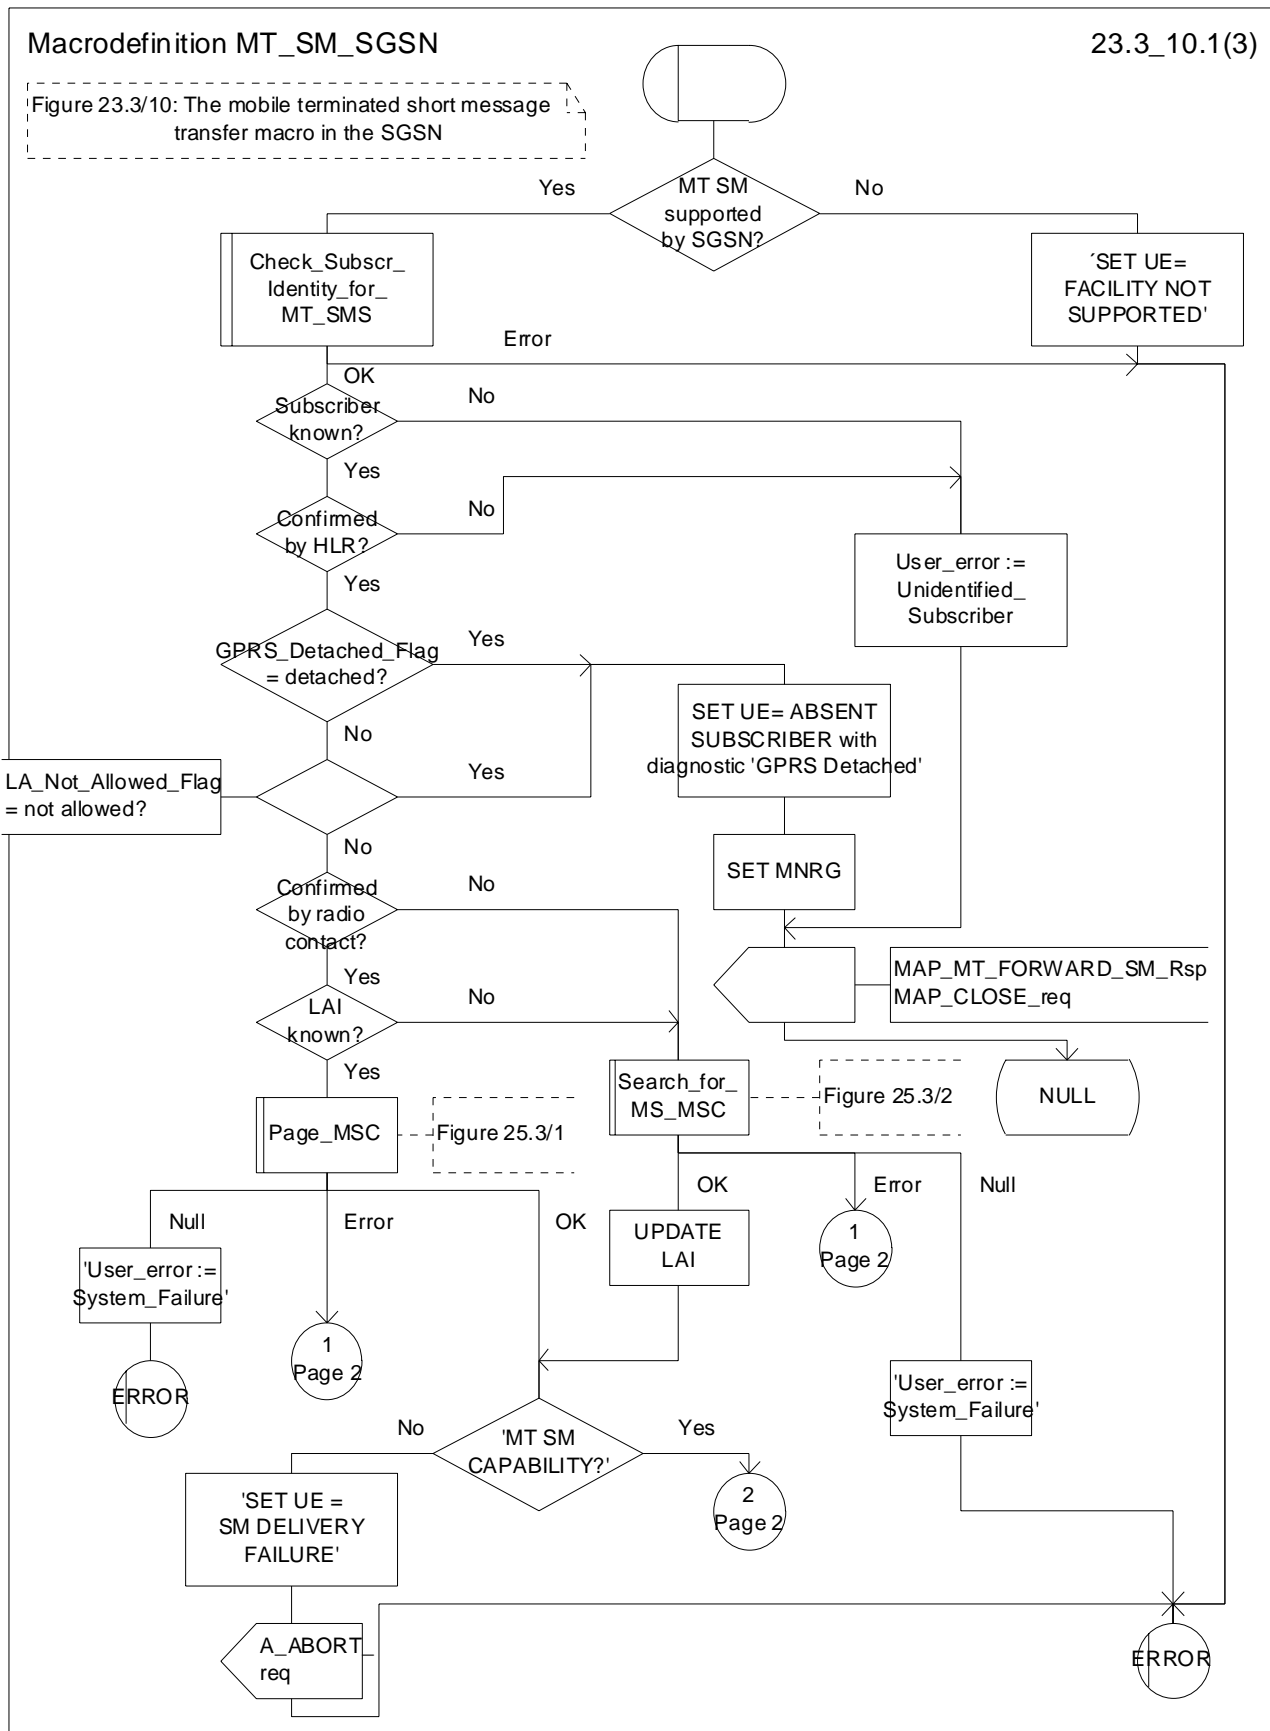 Macrodefinition MT_SM_SGSN
23.3_10.1(3)
Figure 23.3/10: The mobile terminated short message
transfer macro in the SGSN
Yes
MT SM
supported
by SGSN?
No
Check_Subscr_
Identity_for_
MT_SMS
´SET UE=
FACILITY NOT
SUPPORTED'
Error
OK
Subscriber
known?
No
Yes
Confirmed
by HLR?
No
User_error :=
Unidentified_
Subscriber
Yes
GPRS_Detached_Flag
= detached?
Yes
SET UE= ABSENT
SUBSCRIBER with
diagnostic 'GPRS Detached'
No
LA_Not_Allowed_Flag
= not allowed?
Yes
No
SET MNRG
Confirmed
by radio
contact?
No
MAP_MT_FORWARD_SM_Rsp
MAP_CLOSE_req
Yes
LAI
known?
No
Yes
Search_for_
MS_MSC
Figure 25.3/2
NULL
Page_MSC
Figure 25.3/1
OK
Error
Null
Null
Error
OK
UPDATE
LAI
1
Page 2
'User_error :=
System_Failure'
1
Page 2
ERROR
'User_error :=
System_Failure'
No
'MT SM
CAPABILITY?'
Yes
2
Page 2
'SET UE =
SM DELIVERY
FAILURE'
A_ABORT_
req
ERROR